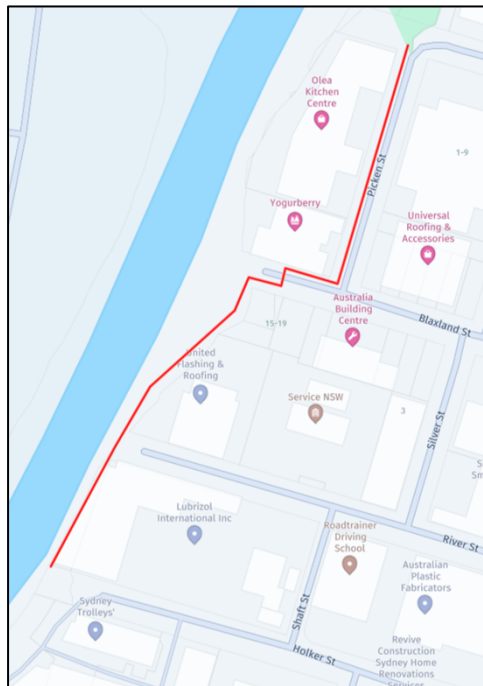 Olea
Kitchen
Centre
Picken St
1-9
Yogurberry
Universal
Roofing &
Accessories
Australia
Building
Centre
Blaxland St
15-19
United
Flashing &
Roofing
Service NSW
3
Silver St
Lubrizol
International Inc
Roadtrainer
Driving
School
River St
Australian
Plastic
Fabricators
Shaft St
Sydney
Trolleys'
Holker St
Revive
Construction
Sydney Home
Renovations
Services